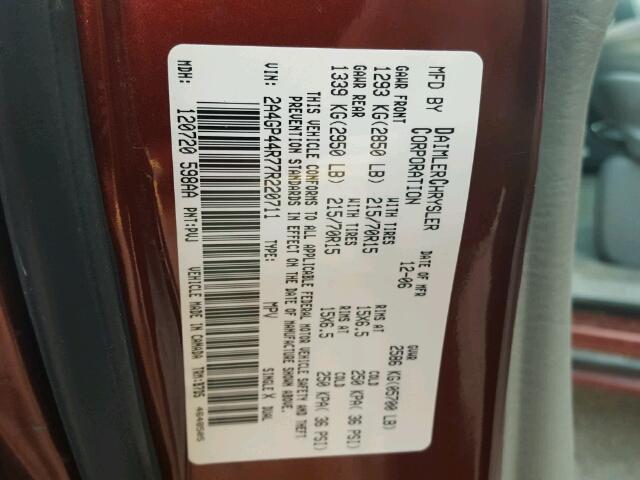 MFD BY DAIMLERCHRYSLER CORPORATION
DATE OF MFR 12-06
GVWR 2586 KG(05700 LB)
GAWR FRONT WITH TIRES RIMS AT COLD
1293 KG(2850 LB) 215/70R15 15X6.5 250 KPA( 36 PSI)
GAWR REAR WITH TIRES RIMS AT COLD
1339 KG(2950 LB) 215/70R15 15X6.5 250 KPA( 36 PSI)
THIS VEHICLE CONFORMS TO ALL APPLICABLE FEDERAL MOTOR VEHICLE SAFETY AND THEFT
PREVENTION STANDARDS IN EFFECT ON THE DATE OF MANUFACTURE SHOWN ABOVE.
VIN: 2A4GP44R77R220711 MPV SINGLE X DUAL
MDH: 120720 598AA PNT:PVJ VEHICLE MADE IN CANADA